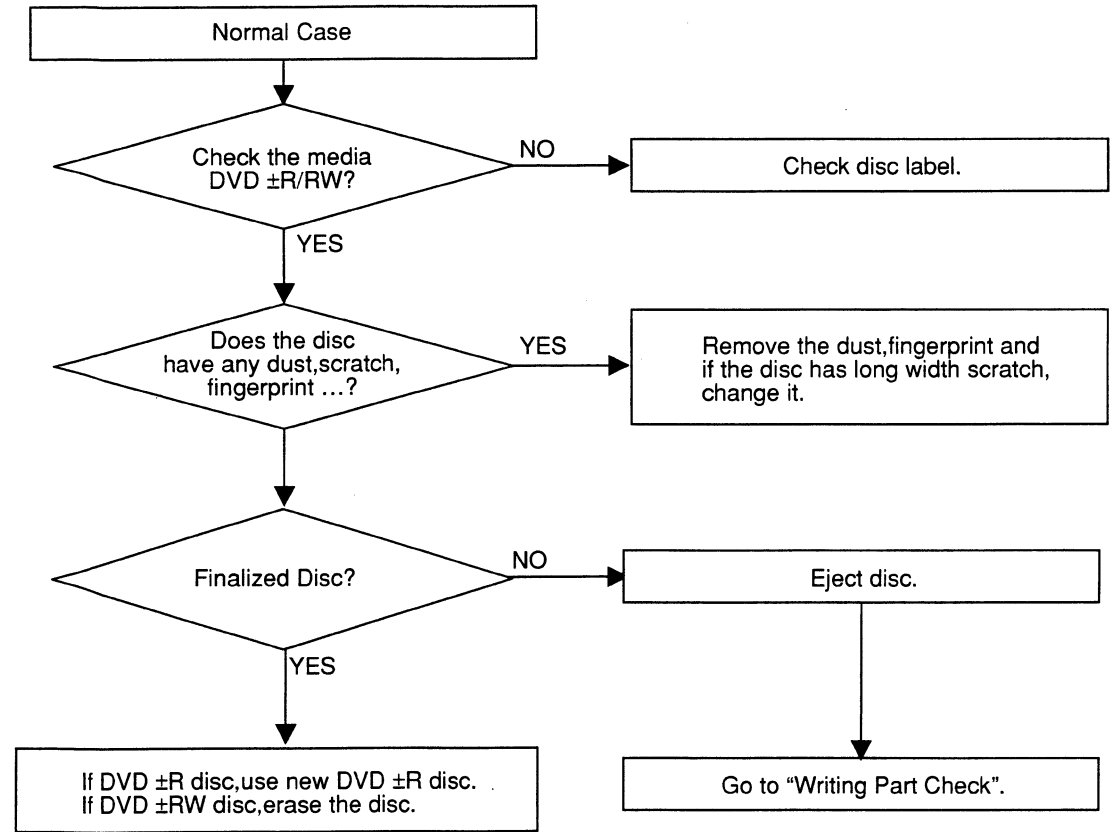 Normal Case
Check the media
DVD ±R/RW?
NO
Check disc label.
YES
Does the disc
have any dust,scratch,
fingerprint ...?
YES
Remove the dust,fingerprint and
if the disc has long width scratch,
change it.
Finalized Disc?
NO
Eject disc.
YES
If DVD ±R disc,use new DVD ±R disc.
If DVD ±RW disc,erase the disc.
Go to “Writing Part Check”.